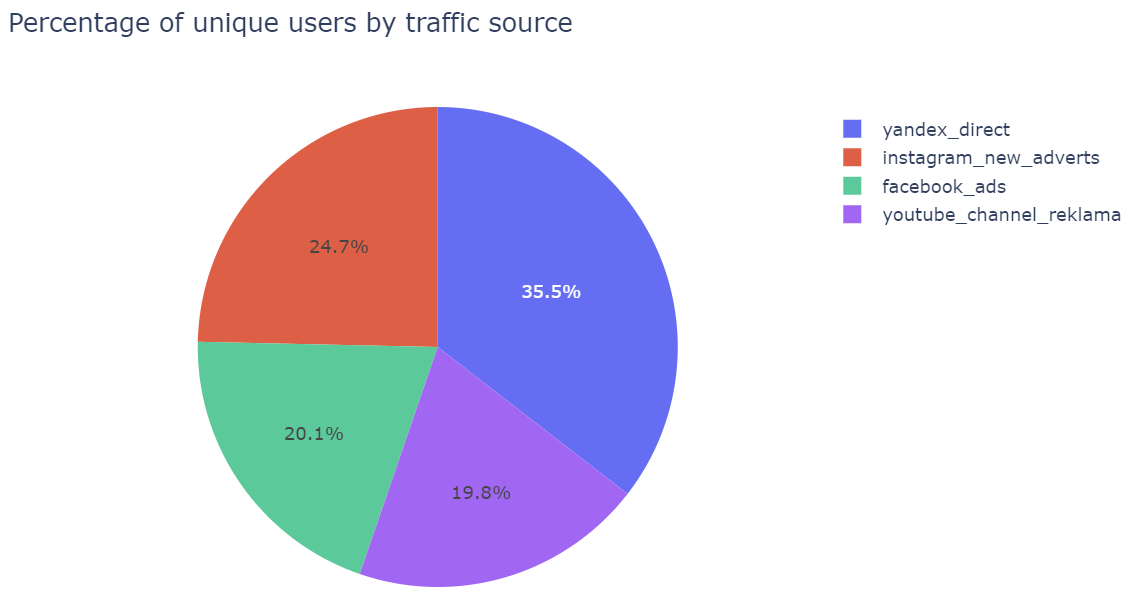 Percentage of unique users by traffic source
yandex_direct
instagram_new_adverts
facebook_ads
youtube_channel_reklama
24.7%
35.5%
20.1%
19.8%